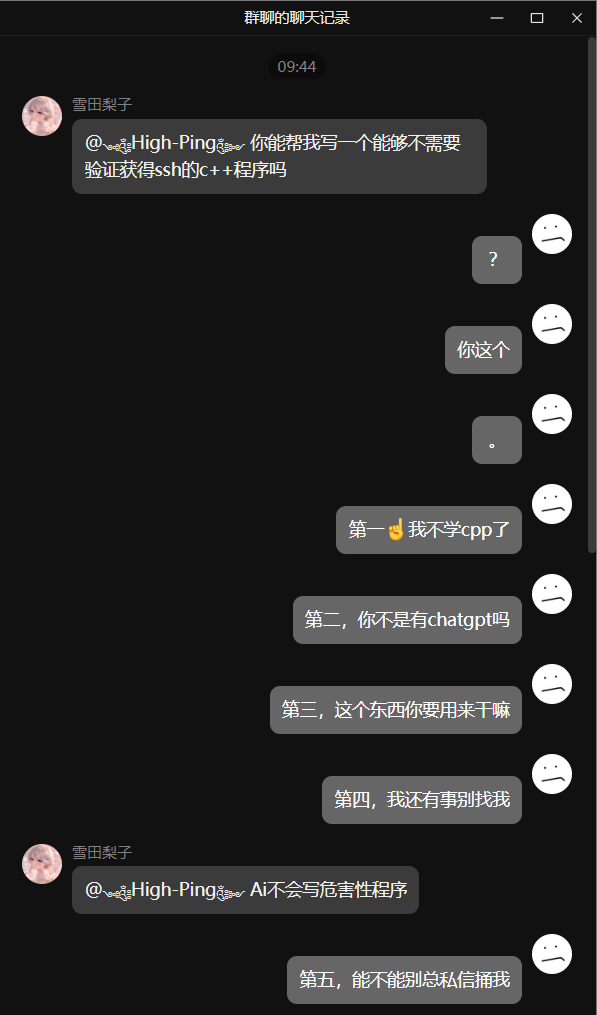 群聊的聊天记录
09:44
雪田梨子
@ঌ༻High-Ping༺ 你能帮我写一个能够不需要
验证获得ssh的c++程序吗
？
你这个
。
第一☝我不学cpp了
第二，你不是有chatgpt吗
第三，这个东西你要用来干嘛
第四，我还有事别找我
雪田梨子
@High-Ping Ai不会写危害性程序
第五，能不能别总私信捅我